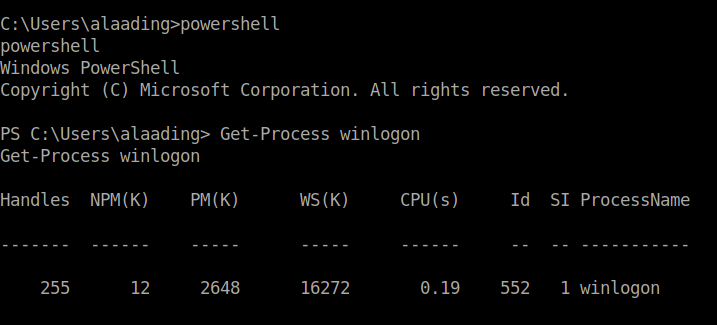 C:\Users\alaading>powershell
powershell
Windows PowerShell
Copyright (C) Microsoft Corporation. All rights reserved.
PS C:\Users\alaading> Get-Process winlogon
Get-Process winlogon
Handles  NPM(K)    PM(K)      WS(K)     CPU(s)     Id  SI ProcessName
-------  ------    -----      -----     ------     --  -- -----------
    255      12     2648      16272       0.19    552   1 winlogon